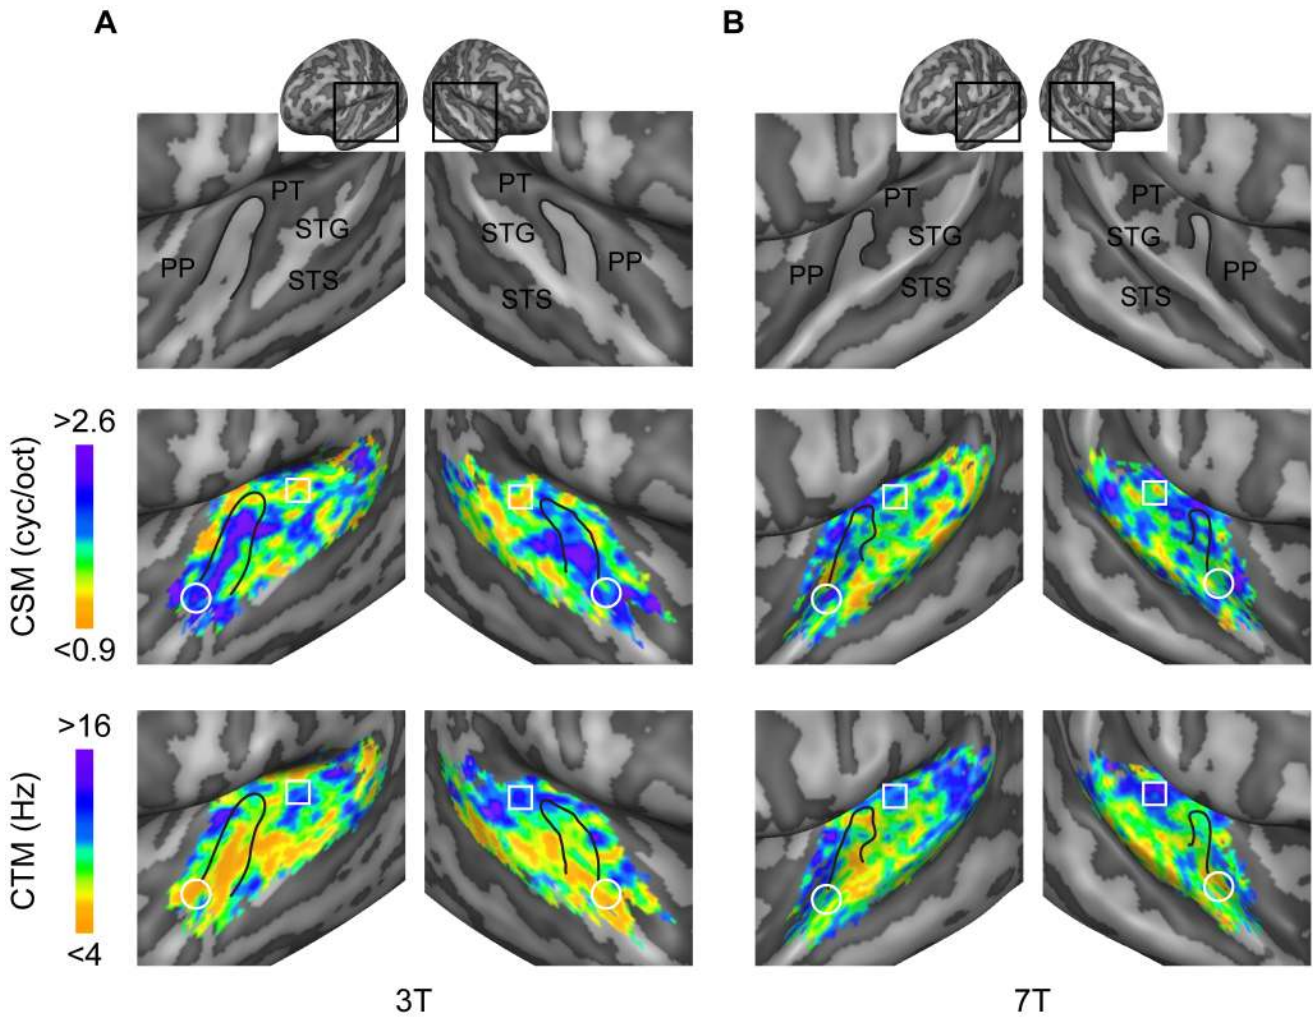 A
B
PT
STG
PP
STS
PT
STG
PP
STS
PT
STG
PP
STS
PT
STG
PP
STS
>2.6
CSM (cyc/oct)
<0.9
>16
CTM (Hz)
<4
3T
7T